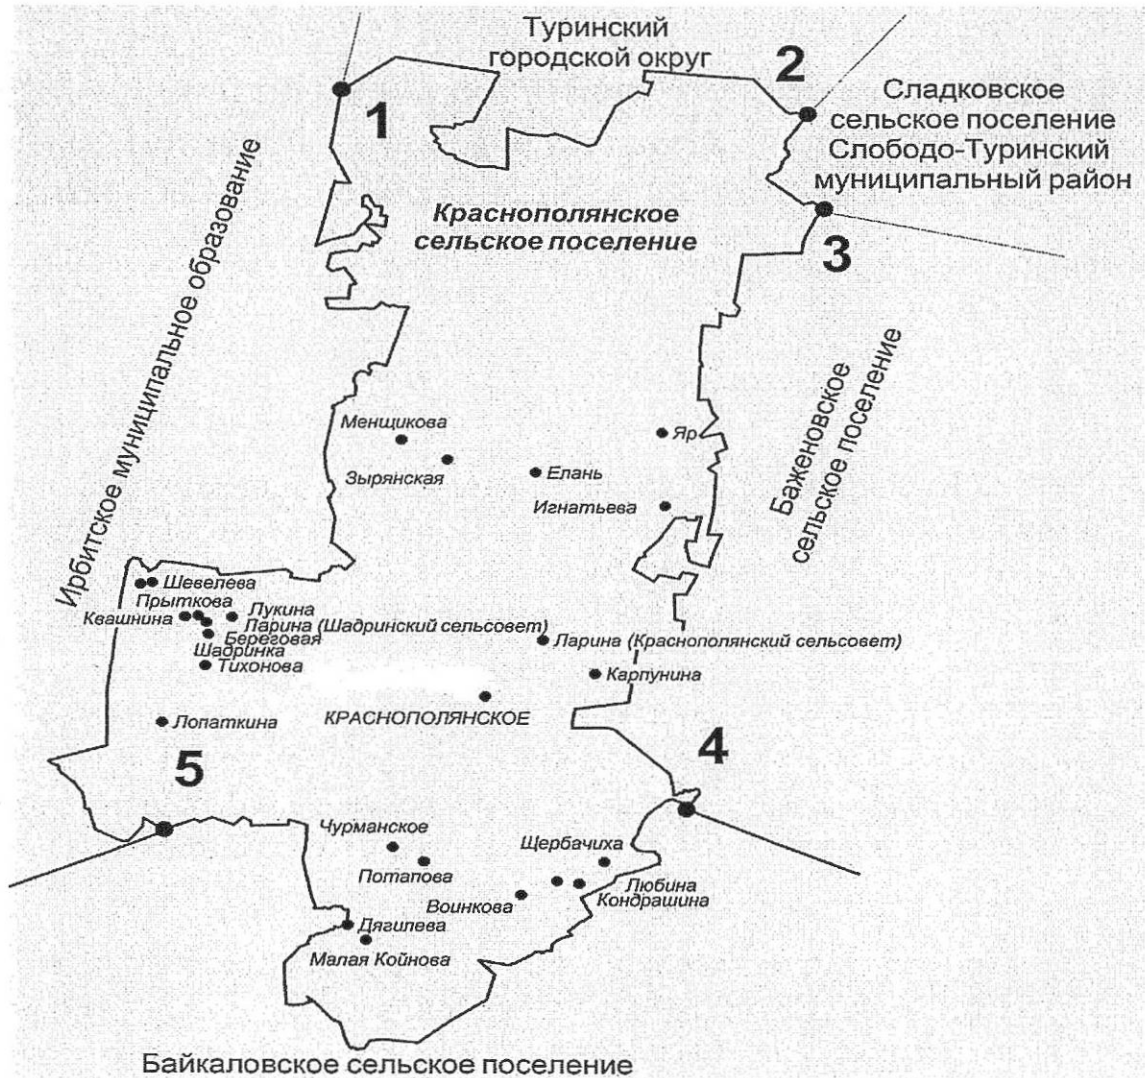 Туринский
городской округ
2
Сладковское
сельское поселение
Слободо-Туринский
муниципальный район
1
Ирбитское муниципальное образование
Краснополянское
сельское поселение
3
Баженовское
сельское поселение
Менщикова
Яр
Зырянская
Елань
Игнатьева
Шевелева
Прыткова
Квашнина
Лукина
Ларина (Шадринский сельсовет)
Береговая
Шадринка
Тихонова
Ларина (Краснополянский сельсовет)
Карпунина
КРАСНОПОЛЯНСКОЕ
Лопаткина
5
4
Чурманское
Щербачиха
Потапова
Любина
Кондрашина
Воинкова
Дягилева
Малая Койнова
Байкаловское сельское поселение